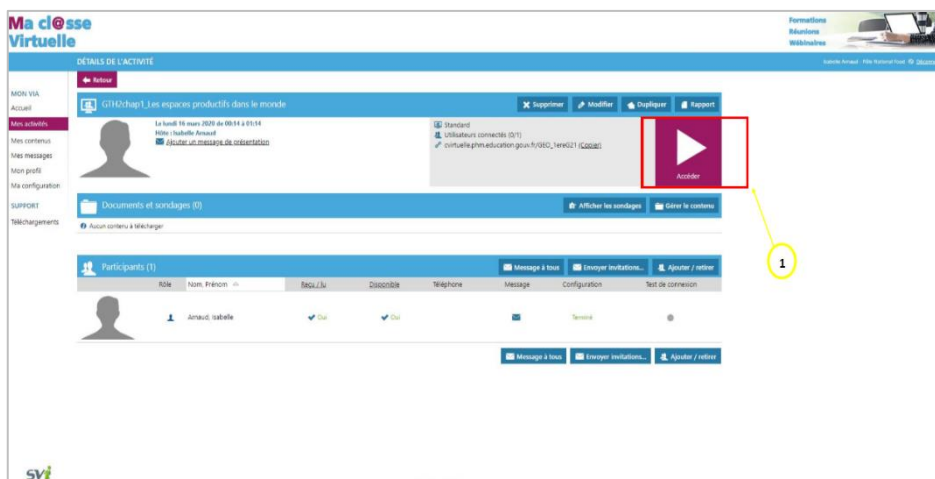 Ma cl@sse
Virtuelle
Formations
Réunions
Wébinaires
DÉTAILS DE L'ACTIVITÉ
Isabelle Arnaud
Retour
MON VIA
Accueil
Mes activités
Mes contenus
Mes messages
Mon profil
Ma configuration
SUPPORT
Téléchargements
GTH2chap1_Les espaces productifs dans le monde
Supprimer Modifier Dupliquer Rapport
Le lundi 16 mars 2020 de 00:14 à 01:14
Hôte : Isabelle Arnaud
Ajouter un message de présentation
Standard
Utilisateurs connectés (0/1)
cvirtuelle.phm.education.gouv.fr/GEO_1ereG21 (Copier)
Accéder
1
Documents et sondages (0) Afficher les sondages Gérer le contenu
Aucun contenu à télécharger
Participants (1) Message à tous Envoyer invitations... Ajouter / retirer
Rôle Nom, Prénom Reçu / lu Disponible Téléphone Message Configuration Test de connexion
Arnaud, Isabelle Oui Oui Terminé
Message à tous Envoyer invitations... Ajouter / retirer
svi